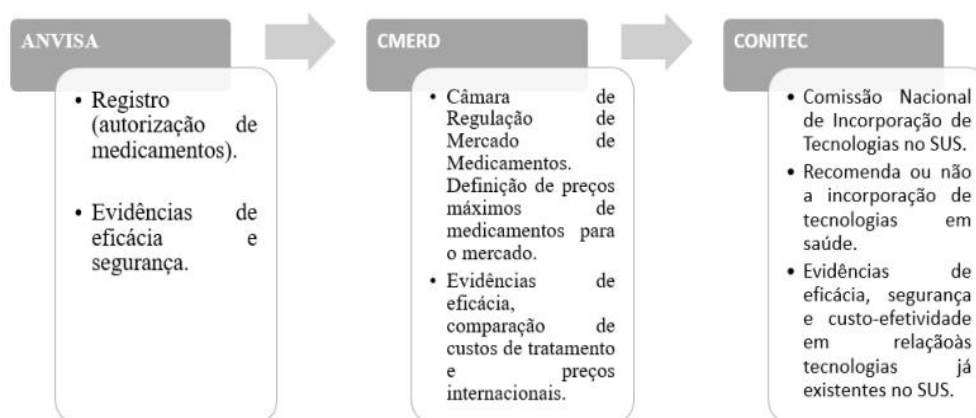 ANVISA
• Registro
(autorização de
medicamentos).
• Evidências de
eficácia e
segurança.
CMERD
• Câmara de
Regulação de
Mercado de
Medicamentos.
Definição de preços
máximos de
medicamentos para
o mercado.
• Evidências de
eficácia,
comparação de
custos de tratamento
e preços
internacionais.
CONITEC
• Comissão Nacional
de Incorporação de
Tecnologias no SUS.
• Recomenda ou não
a incorporação de
tecnologias em
saúde.
• Evidências de
eficácia, segurança
e custo-efetividade
em relaçãoàs
tecnologias já
existentes no SUS.